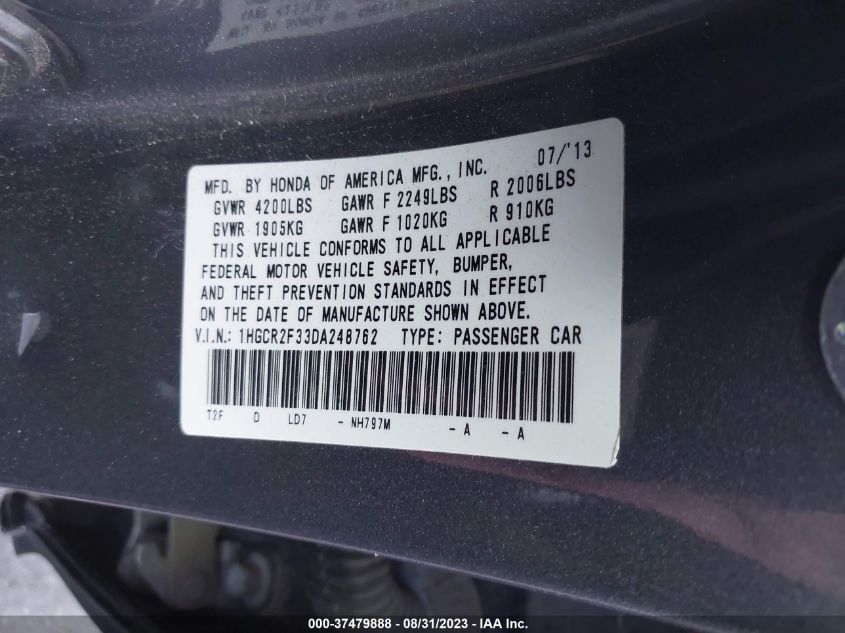 MFD. BY HONDA OF AMERICA MFG., INC. 07/'13
GVWR 4200LBS GAWR F 2249LBS R 2006LBS
GVWR 1905KG GAWR F 1020KG R 910KG
THIS VEHICLE CONFORMS TO ALL APPLICABLE
FEDERAL MOTOR VEHICLE SAFETY, BUMPER,
AND THEFT PREVENTION STANDARDS IN EFFECT
ON THE DATE OF MANUFACTURE SHOWN ABOVE.
V.I.N.: 1HGCR2F33DA248762 TYPE: PASSENGER CAR
T2F D LD7 - NH797M - A - A
000-37479888 - 08/31/2023 - IAA Inc.